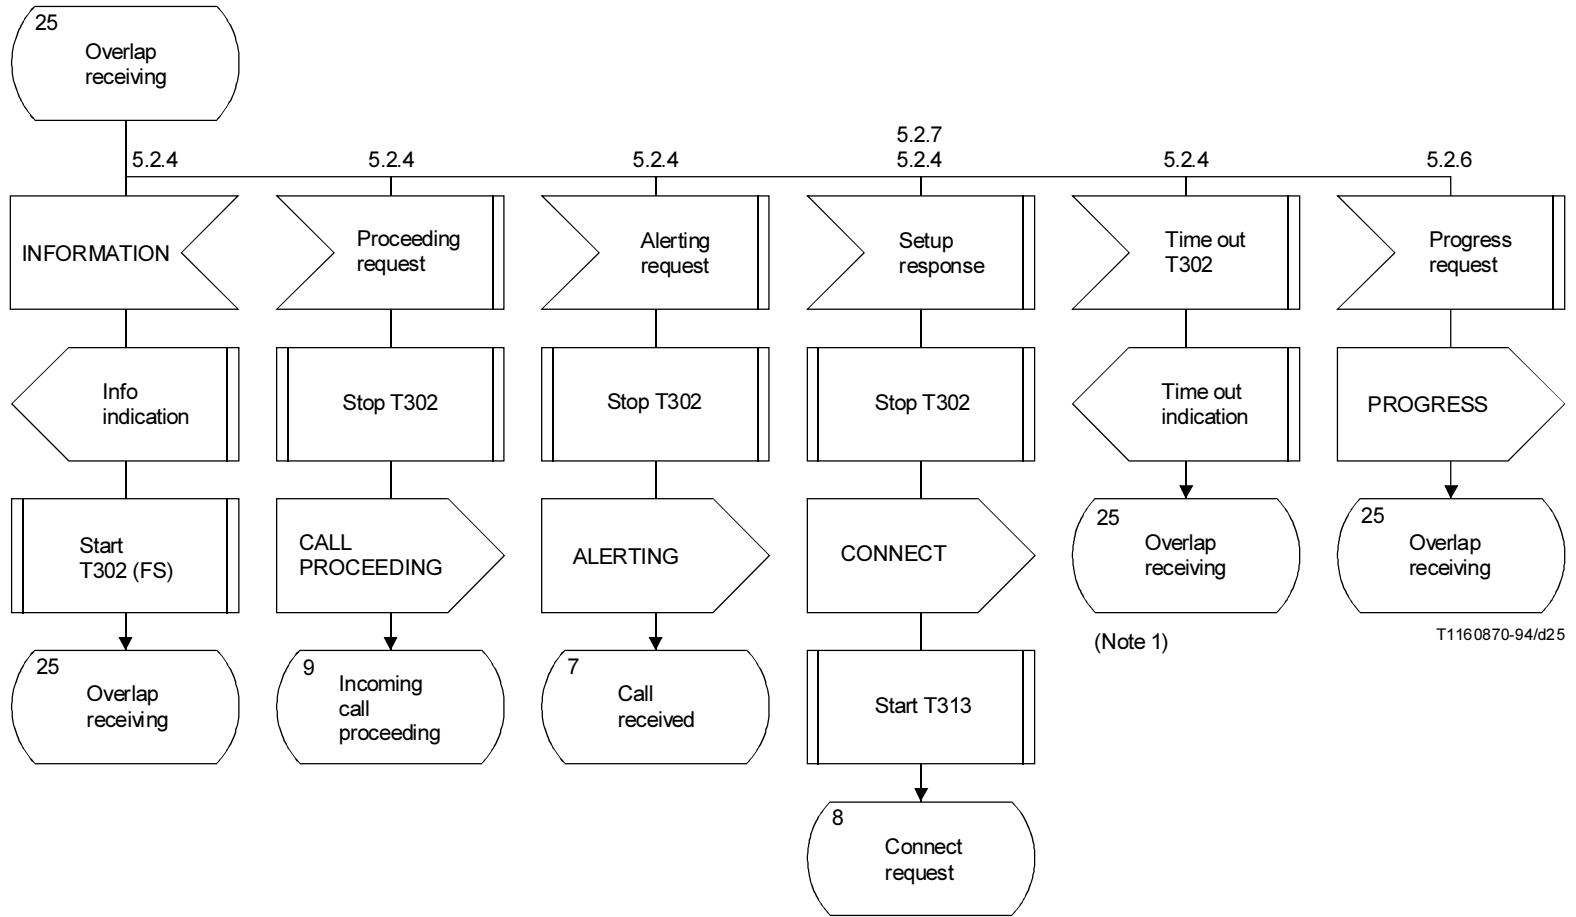 25
Overlap
receiving
5.2.4
5.2.4
5.2.4
5.2.7
5.2.4
5.2.4
5.2.6
INFORMATION
Proceeding
request
Alerting
request
Setup
response
Time out
T302
Progress
request
Info
indication
Stop T302
Stop T302
Stop T302
Time out
indication
PROGRESS
Start
T302 (FS)
CALL
PROCEEDING
ALERTING
CONNECT
25
Overlap
receiving
25
Overlap
receiving
(Note 1)
T1160870-94/d25
25
Overlap
receiving
9
Incoming
call
proceeding
7
Call
received
Start T313
8
Connect
request